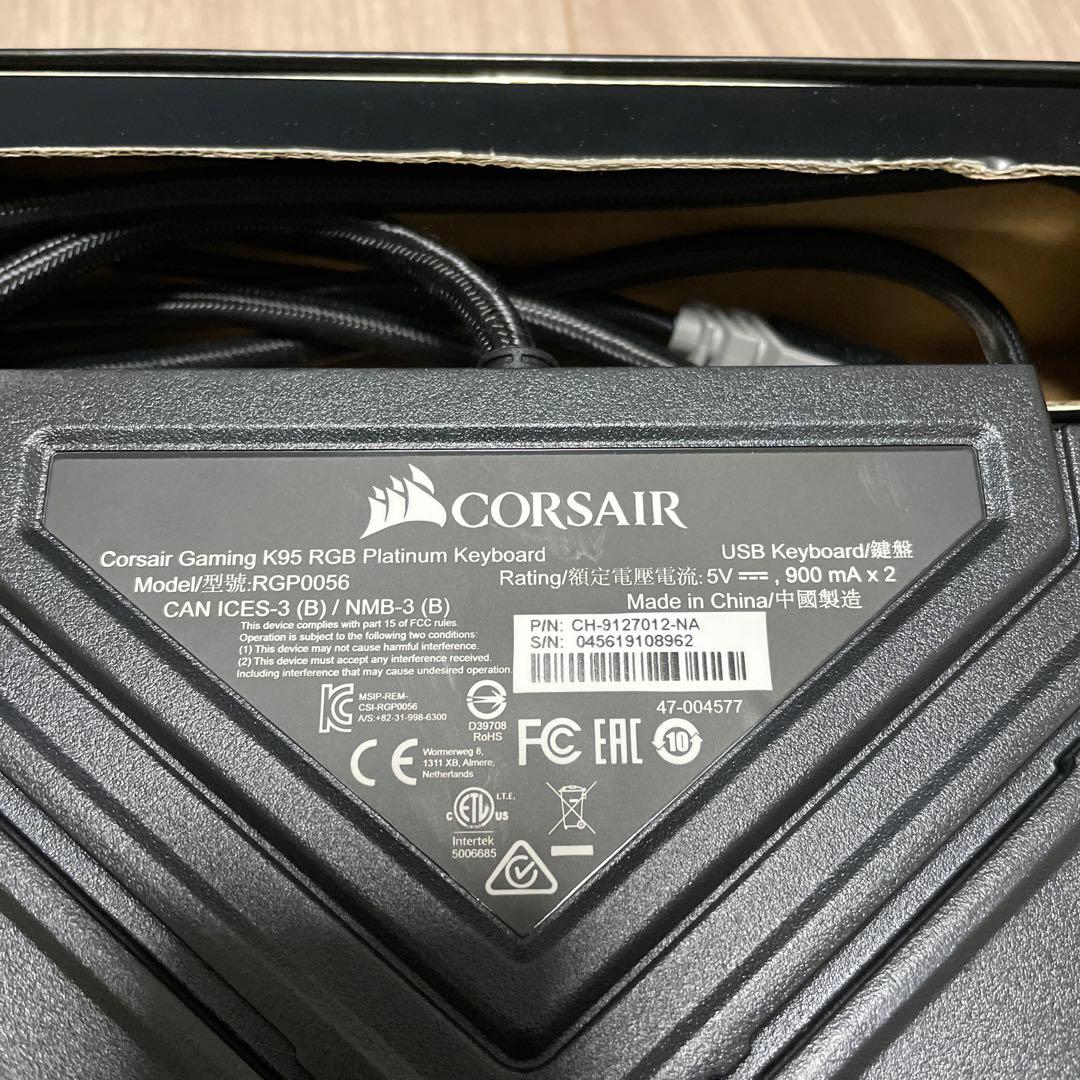 CORSAIR
Corsair Gaming K95 RGB Platinum Keyboard
Model/型號:RGP0056
CAN ICES-3 (B) / NMB-3 (B)
This device complies with part 15 of FCC rules.
Operation is subject to the following two conditions:
(1) This device may not cause harmful interference.
(2) This device must accept any interference received.
Including interference that may cause undesired operation.
USB Keyboard/鍵盤
Rating/額定電壓電流: 5V ⎓, 900 mA x 2
Made in China/中國製造
P/N: CH-9127012-NA
S/N: 045619108962
47-004577
MSIP-REM-
CSI-RGP0056
A/S:+82-31-998-6300
D39708
RoHS
FC EAC 10
CE
Wormerweg 8,
1311 XB, Almere,
Netherlands
c ETL us
LISTED
I.T.E.
Intertek
5006685